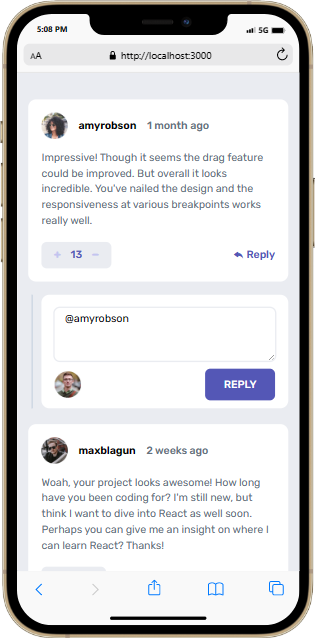 5:08 PM
5G
AA
http://localhost:3000
amyrobson 1 month ago
Impressive! Though it seems the drag feature
could be improved. But overall it looks
incredible. You've nailed the design and the
responsiveness at various breakpoints works
really well.
+ 13 −
Reply
@amyrobson
REPLY
maxblagun 2 weeks ago
Woah, your project looks awesome! How long
have you been coding for? I'm still new, but
think I want to dive into React as well soon.
Perhaps you can give me an insight on where I
can learn React? Thanks!